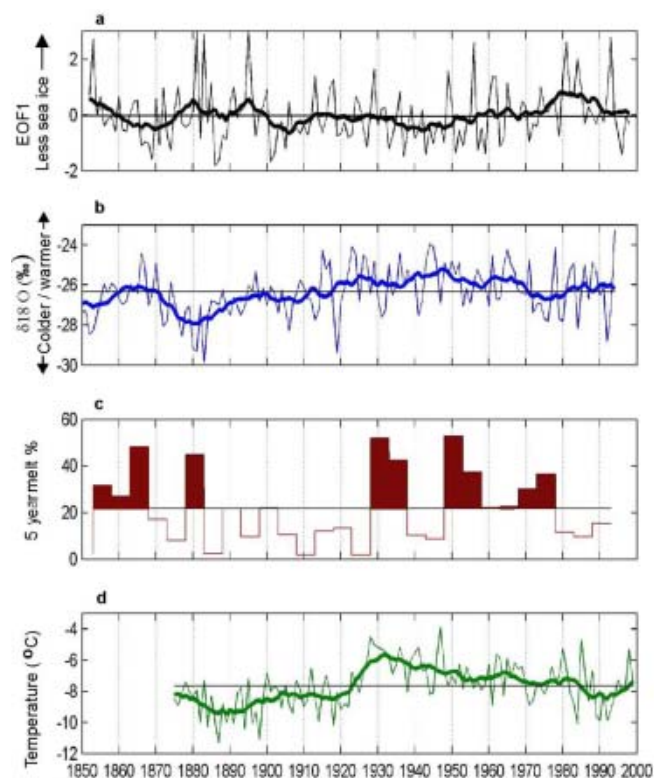 a
EOF1
Less sea ice
2
0
-2
b
δ18 O (‰)
Colder / warmer
-24
-26
-28
-30
c
5 year melt %
60
40
20
0
d
Temperature (°C)
-4
-6
-8
-10
-12
1850 1860 1870 1880 1890 1900 1910 1920 1930 1940 1950 1960 1970 1980 1990 2000